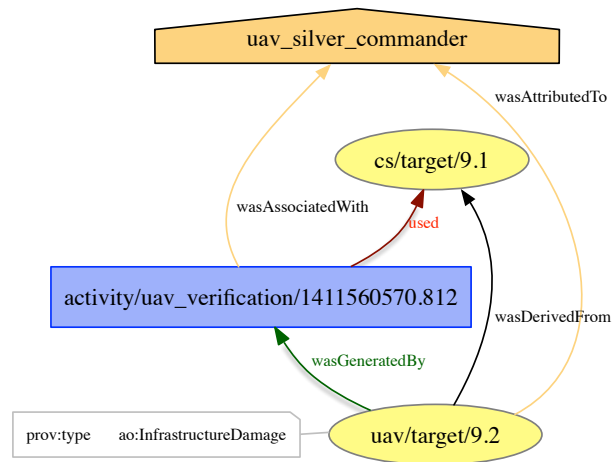 uav_silver_commander
wasAttributedTo
cs/target/9.1
wasAssociatedWith
used
activity/uav_verification/1411560570.812
wasDerivedFrom
wasGeneratedBy
prov:type ao:InfrastructureDamage
uav/target/9.2